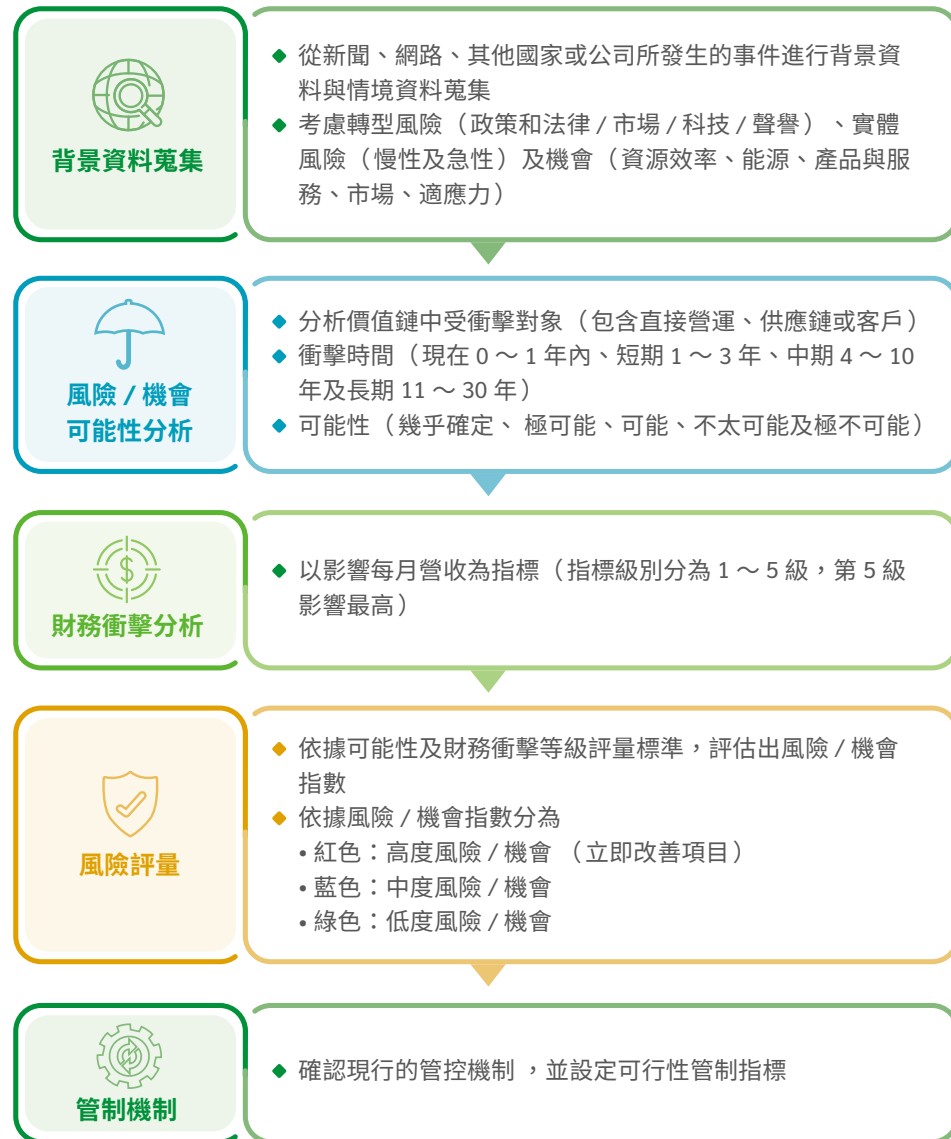 背景資料蒐集
◆ 從新聞、網路、其他國家或公司所發生的事件進行背景資
料與情境資料蒐集
◆ 考慮轉型風險（政策和法律 / 市場 / 科技 / 聲譽）、實體
風險（慢性及急性）及機會（資源效率、能源、產品與服
務、市場、適應力）
風險 / 機會
可能性分析
◆ 分析價值鏈中受衝擊對象（包含直接營運、供應鏈或客戶）
◆ 衝擊時間（現在 0 ～ 1 年內、短期 1 ～ 3 年、中期 4 ～ 10
年及長期 11 ～ 30 年）
◆ 可能性（幾乎確定、 極可能、可能、不太可能及極不可能）
$
財務衝擊分析
◆ 以影響每月營收為指標（指標級別分為 1 ～ 5 級，第 5 級
影響最高）
風險評量
◆ 依據可能性及財務衝擊等級評量標準，評估出風險 / 機會
指數
◆ 依據風險 / 機會指數分為
• 紅色：高度風險 / 機會 （立即改善項目）
• 藍色：中度風險 / 機會
• 綠色：低度風險 / 機會
管制機制
◆ 確認現行的管控機制 ，並設定可行性管制指標